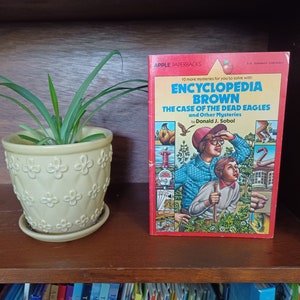 APPLE PAPERBACKS
10 more mysteries for you to solve with
ENCYCLOPEDIA
BROWN
THE CASE OF THE DEAD EAGLES
and Other Mysteries
by Donald J. Sobol